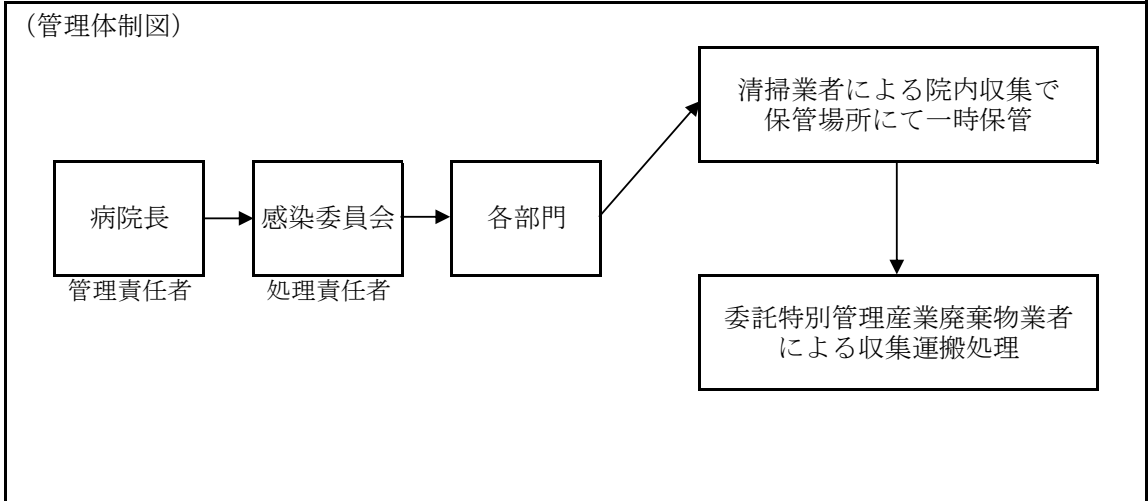 （管理体制図）
清掃業者による院内収集で
保管場所にて一時保管
病院長
感染委員会
各部門
管理責任者
処理責任者
委託特別管理産業廃棄物業者
による収集運搬処理